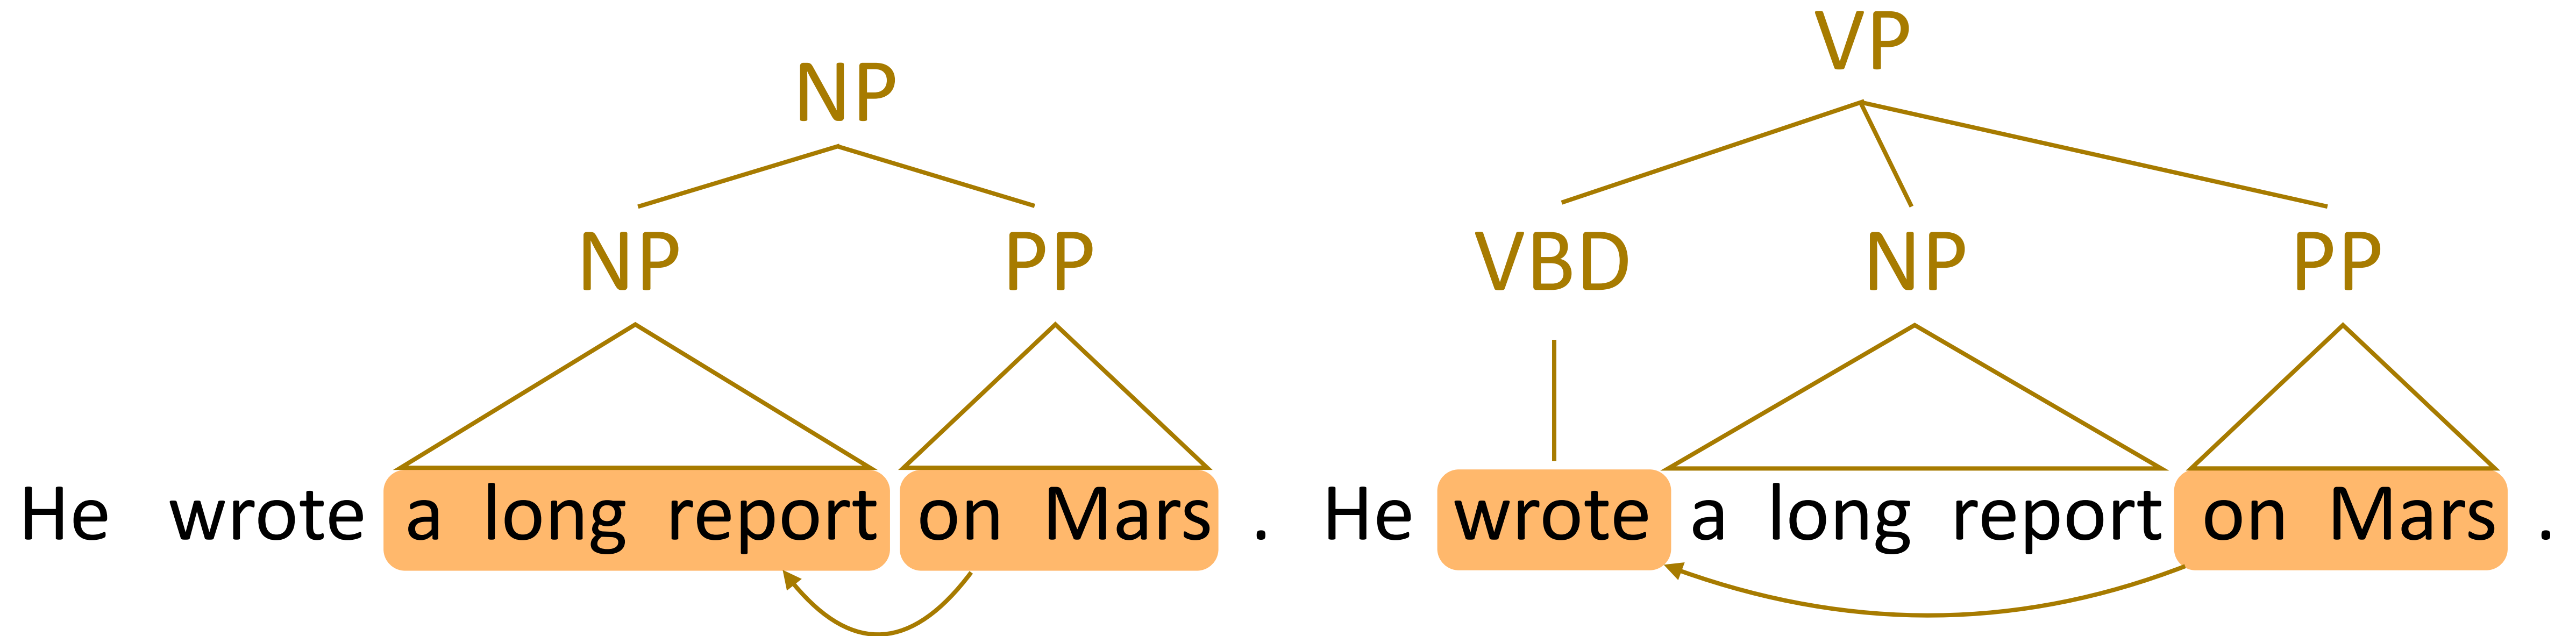 VP
NP
NP PP VBD NP PP
He wrote a long report on Mars . He wrote a long report on Mars .